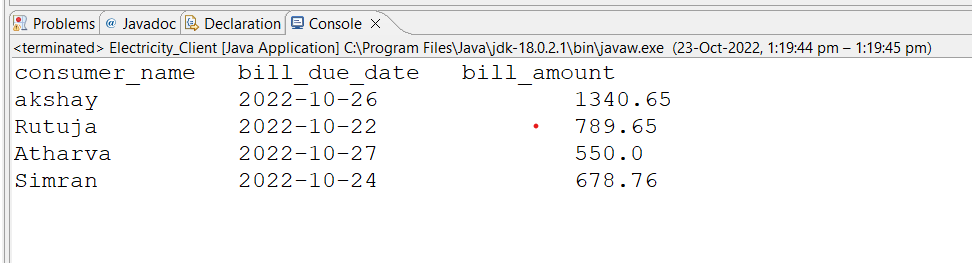 Problems @ Javadoc Declaration Console
<terminated> Electricity_Client [Java Application] C:\Program Files\Java\jdk-18.0.2.1\bin\javaw.exe (23-Oct-2022, 1:19:44 pm – 1:19:45 pm)
consumer_name bill_due_date bill_amount
akshay 2022-10-26 1340.65
Rutuja 2022-10-22 789.65
Atharva 2022-10-27 550.0
Simran 2022-10-24 678.76